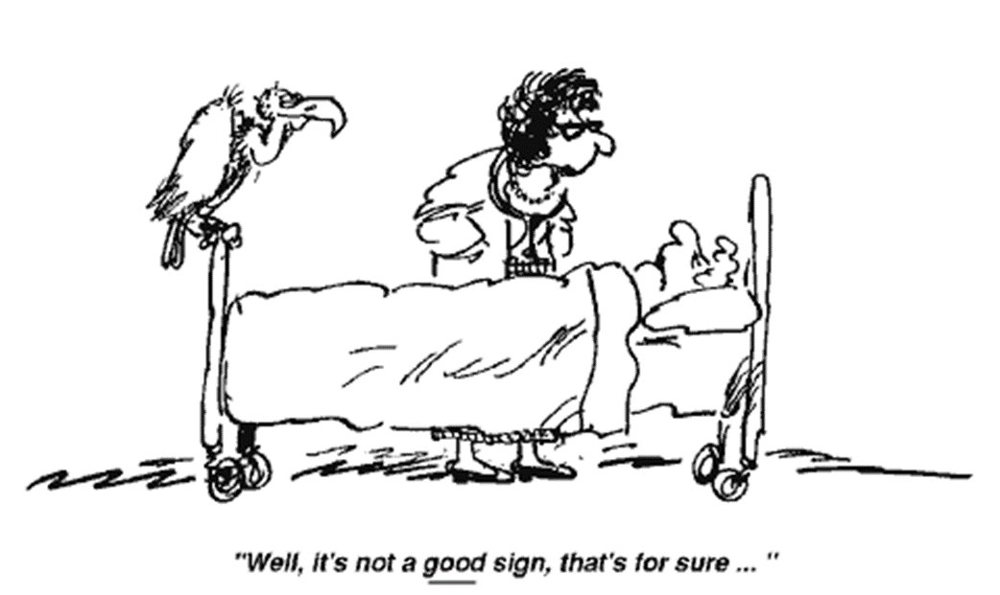 "Well, it's not a good sign, that's for sure ... "